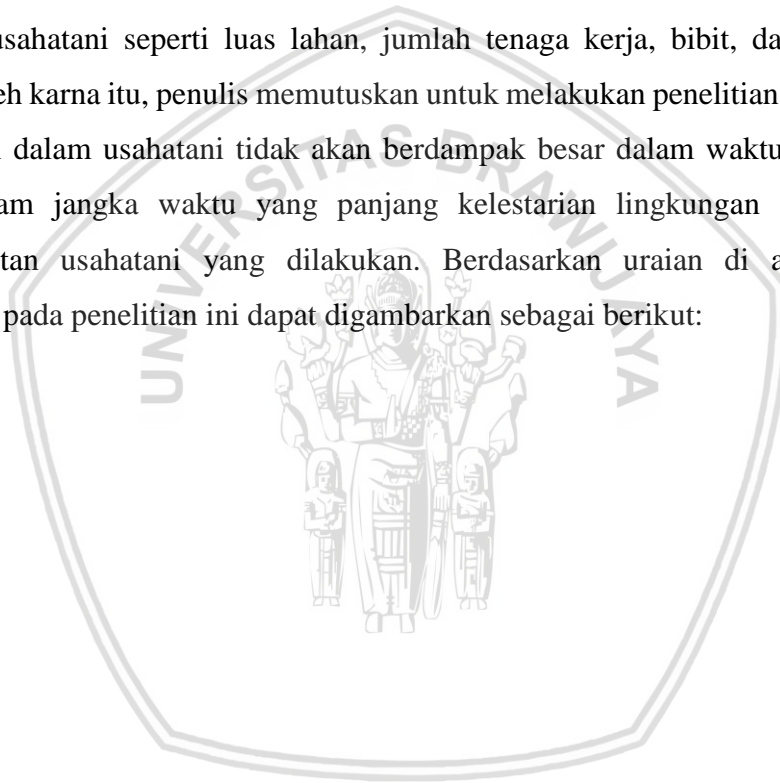 usahatani seperti luas lahan, jumlah tenaga kerja, bibit, da
eh karna itu, penulis memutuskan untuk melakukan penelitian
dalam usahatani tidak akan berdampak besar dalam waktu
am jangka waktu yang panjang kelestarian lingkungan
tan usahatani yang dilakukan. Berdasarkan uraian di a
pada penelitian ini dapat digambarkan sebagai berikut:
UNIVERSITAS BRAWIJAYA